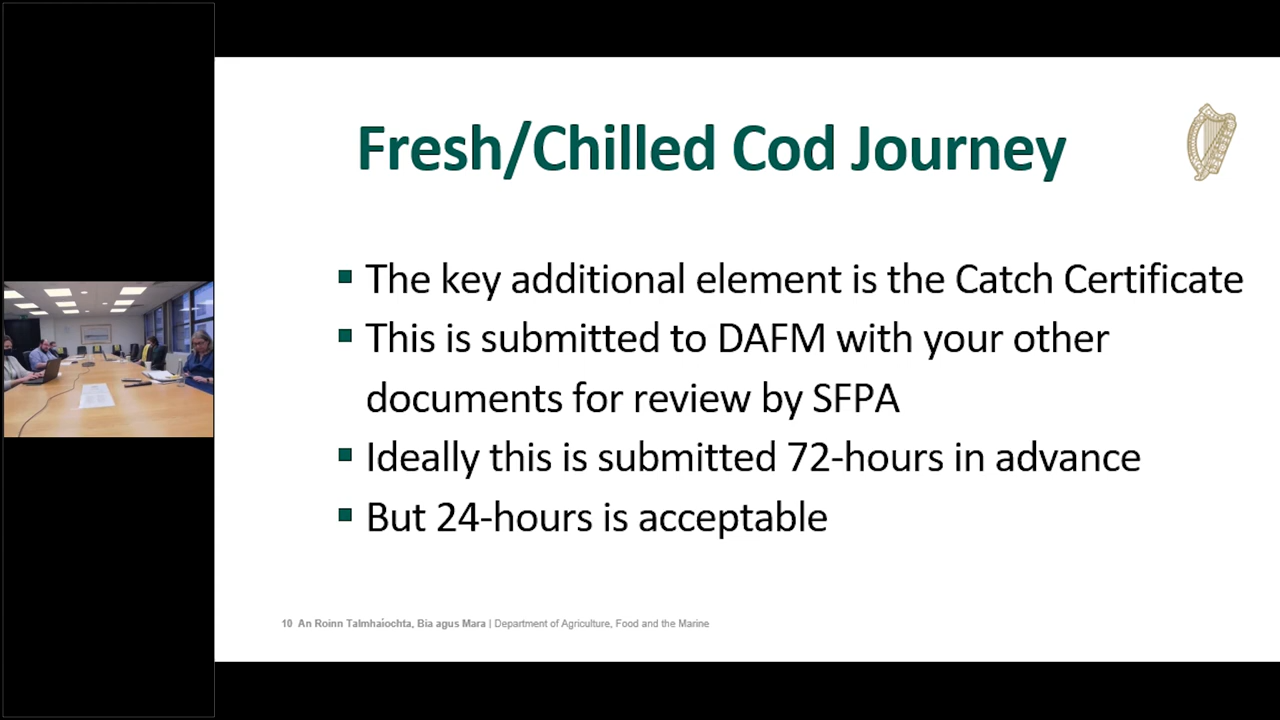 Fresh/Chilled Cod Journey
The key additional element is the Catch Certificate
This is submitted to DAFM with your other
documents for review by SFPA
Ideally this is submitted 72-hours in advance
But 24-hours is acceptable
10 An Roinn Talmhaíochta, Bia agus Mara | Department of Agriculture, Food and the Marine